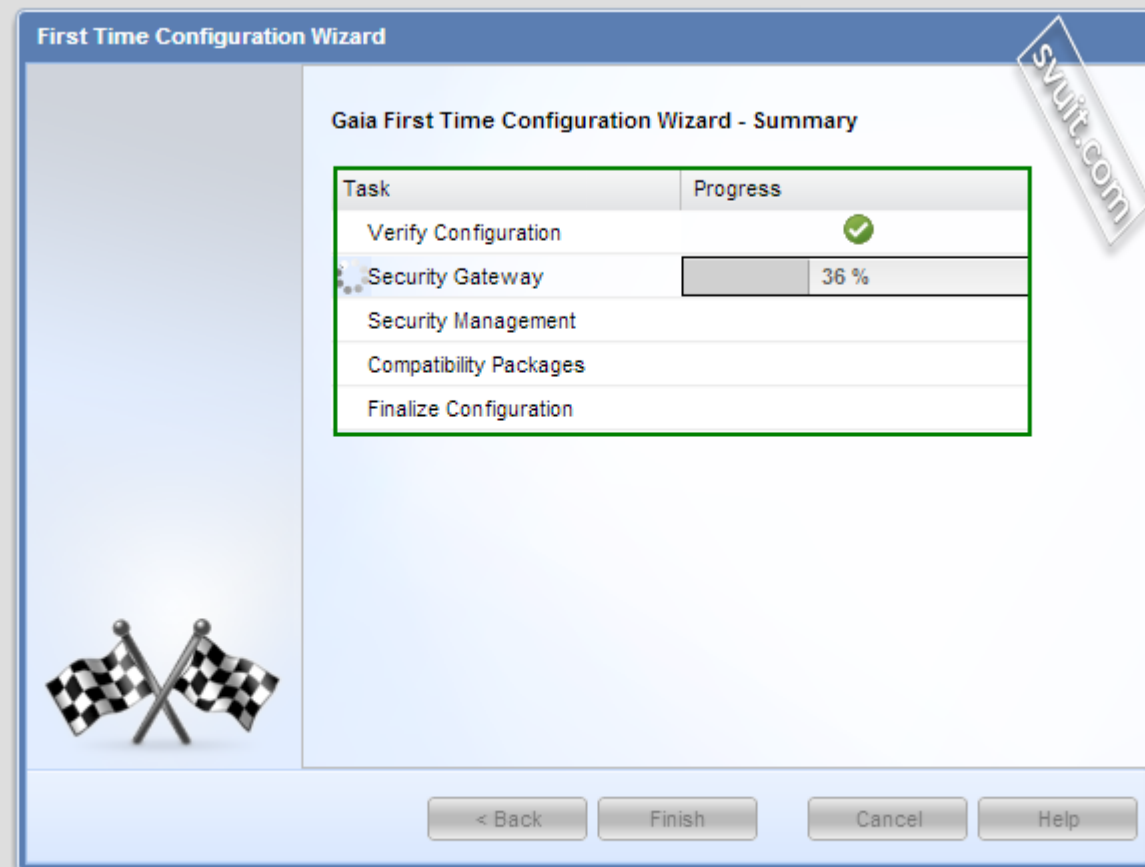 First Time Configuration Wizard
svuit.com
Gaia First Time Configuration Wizard - Summary
Task Progress
Verify Configuration
Security Gateway 36 %
Security Management
Compatibility Packages
Finalize Configuration
< Back Finish Cancel Help